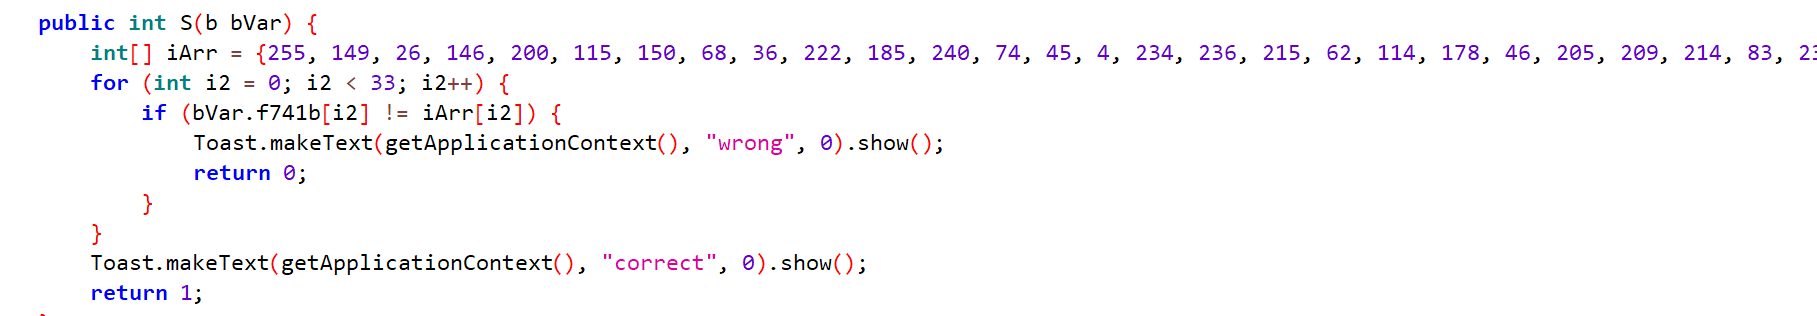 public int S(b bVar) {
int[] iArr = {255, 149, 26, 146, 200, 115, 150, 68, 36, 222, 185, 240, 74, 45, 4, 234, 236, 215, 62, 114, 178, 46, 205, 209, 214, 83,
for (int i2 = 0; i2 < 33; i2++) {
if (bVar.f741b[i2] != iArr[i2]) {
Toast.makeText(getApplicationContext(), "wrong", 0).show();
return 0;
}
}
Toast.makeText(getApplicationContext(), "correct", 0).show();
return 1;